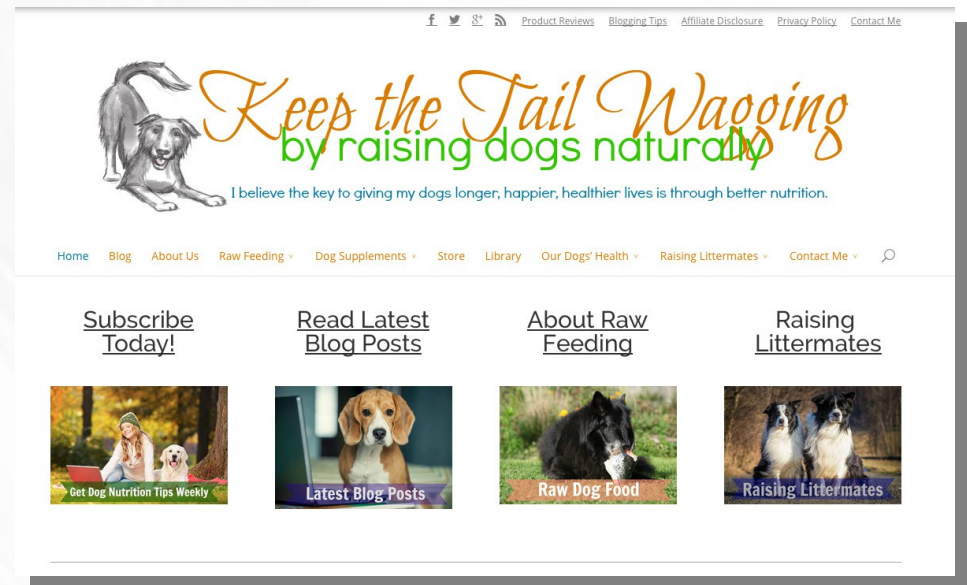 Product Reviews Blogging Tips Affiliate Disclosure Privacy Policy Contact Me
Keep the Tail Wagging
by raising dogs naturally
I believe the key to giving my dogs longer, happier, healthier lives is through better nutrition.
Home Blog About Us Raw Feeding Dog Supplements Store Library Our Dogs' Health Raising Littermates Contact Me
Subscribe
Today!
Read Latest
Blog Posts
About Raw
Feeding
Raising
Littermates
Get Dog Nutrition Tips Weekly
Latest Blog Posts
Raw Dog Food
Raising Littermates